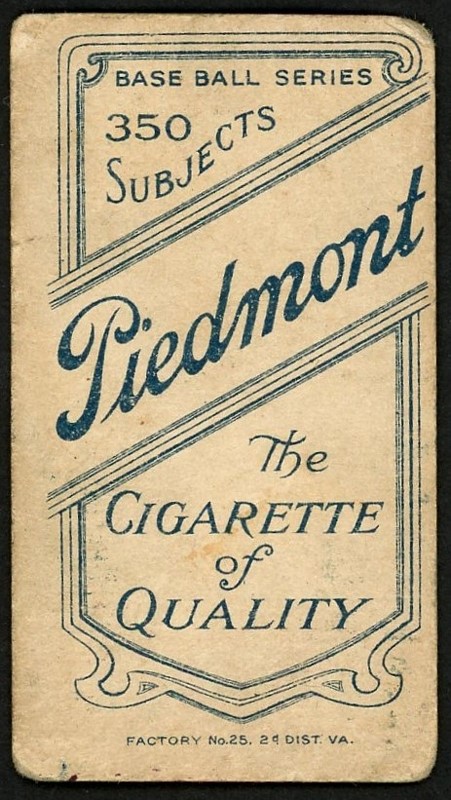 BASE BALL SERIES
350
SUBJECTS
Piedmont
The
CIGARETTE
of
QUALITY
FACTORY No. 25. 2d DIST. VA.